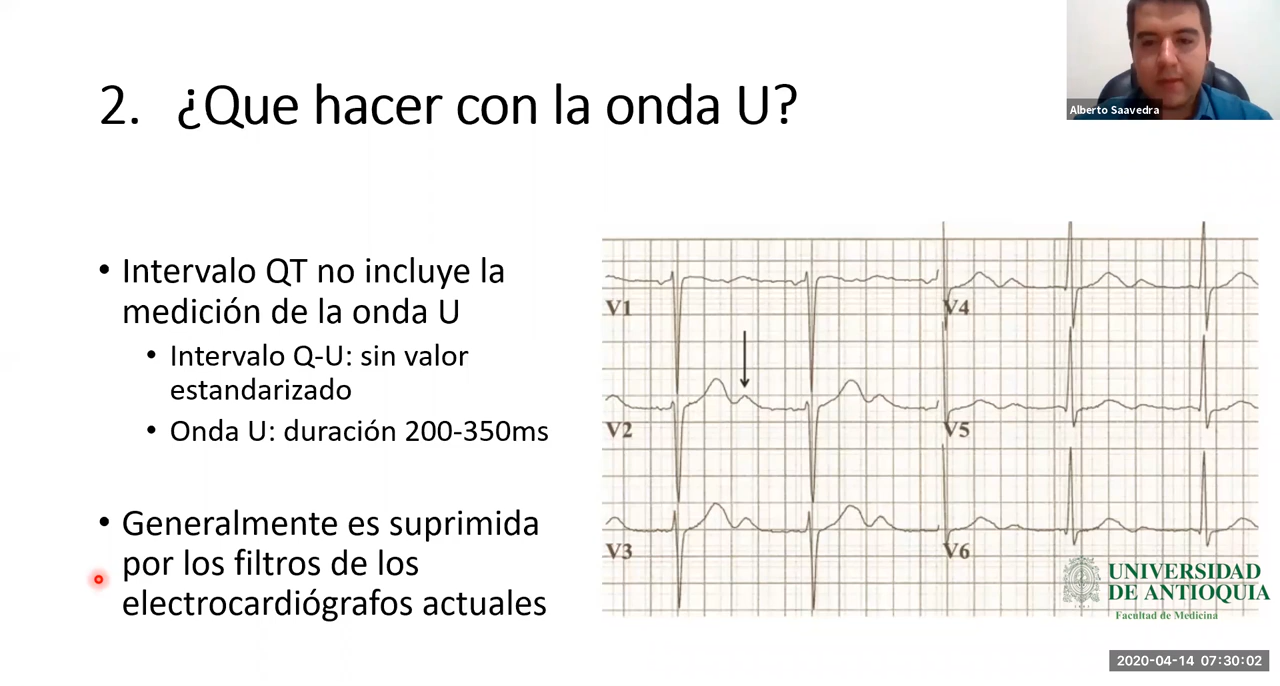 Alberto Saavedra
2. ¿Que hacer con la onda U?
• Intervalo QT no incluye la
medición de la onda U
• Intervalo Q-U: sin valor
estandarizado
• Onda U: duración 200-350ms
• Generalmente es suprimida
por los filtros de los
electrocardiógrafos actuales
V1
V4
V2
V5
V3
V6
UNIVERSIDAD
DE ANTIOQUIA
Facultad de Medicina
2020-04-14 07:30:02